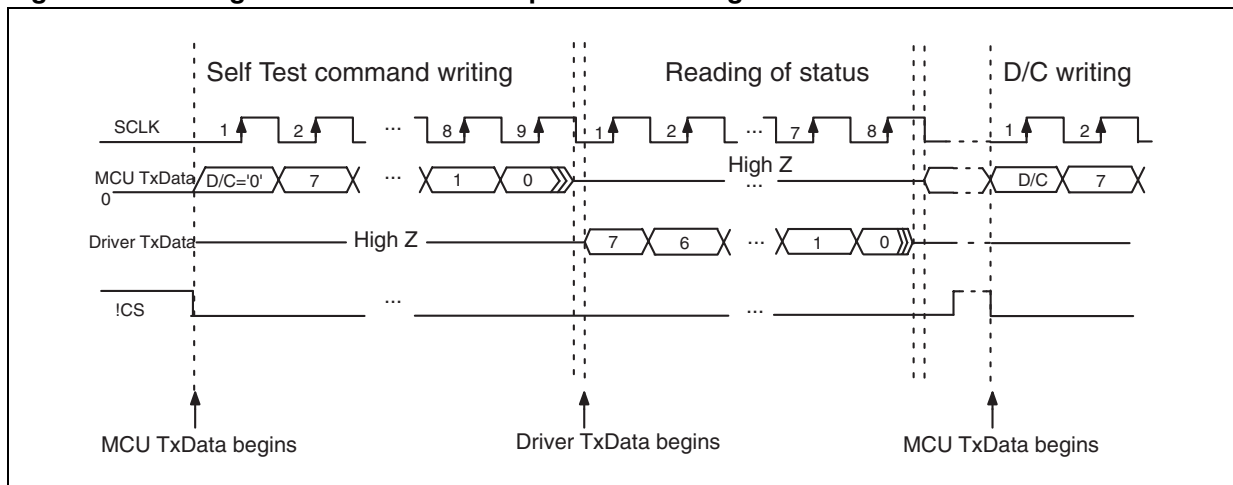 Self Test command writing Reading of status D/C writing
SCLK 1 2 ... 8 9 1 2 ... 7 8 1 2
High Z
MCU TxData D/C='0' 7 ... 1 0 ... D/C 7
0
Driver TxData High Z 7 6 ... 1 0
!CS ... ...
MCU TxData begins Driver TxData begins MCU TxData begins